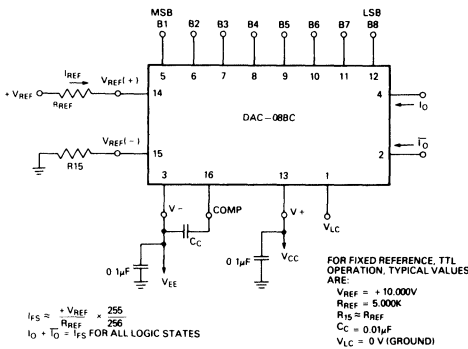 MSB LSB
B1 B2 B3 B4 B5 B6 B7 B8
5 6 7 8 9 10 11 12
IREF
+ VREF RREF VREF(+) 14
4
IO
DAC-08BC
VREF(-) 15
R15
2
IO
3 16 13 1
V- COMP V+ VLC
CC
0 1µF VEE 0 1µF VCC
FOR FIXED REFERENCE, TTL
OPERATION, TYPICAL VALUES
ARE:
VREF = +10.000V
RREF = 5.000K
R15 ≈ RREF
CC = 0.01µF
VLC = 0 V (GROUND)
IFS ≈ + VREF / RREF × 255 / 256
IO + IO = IFS FOR ALL LOGIC STATES